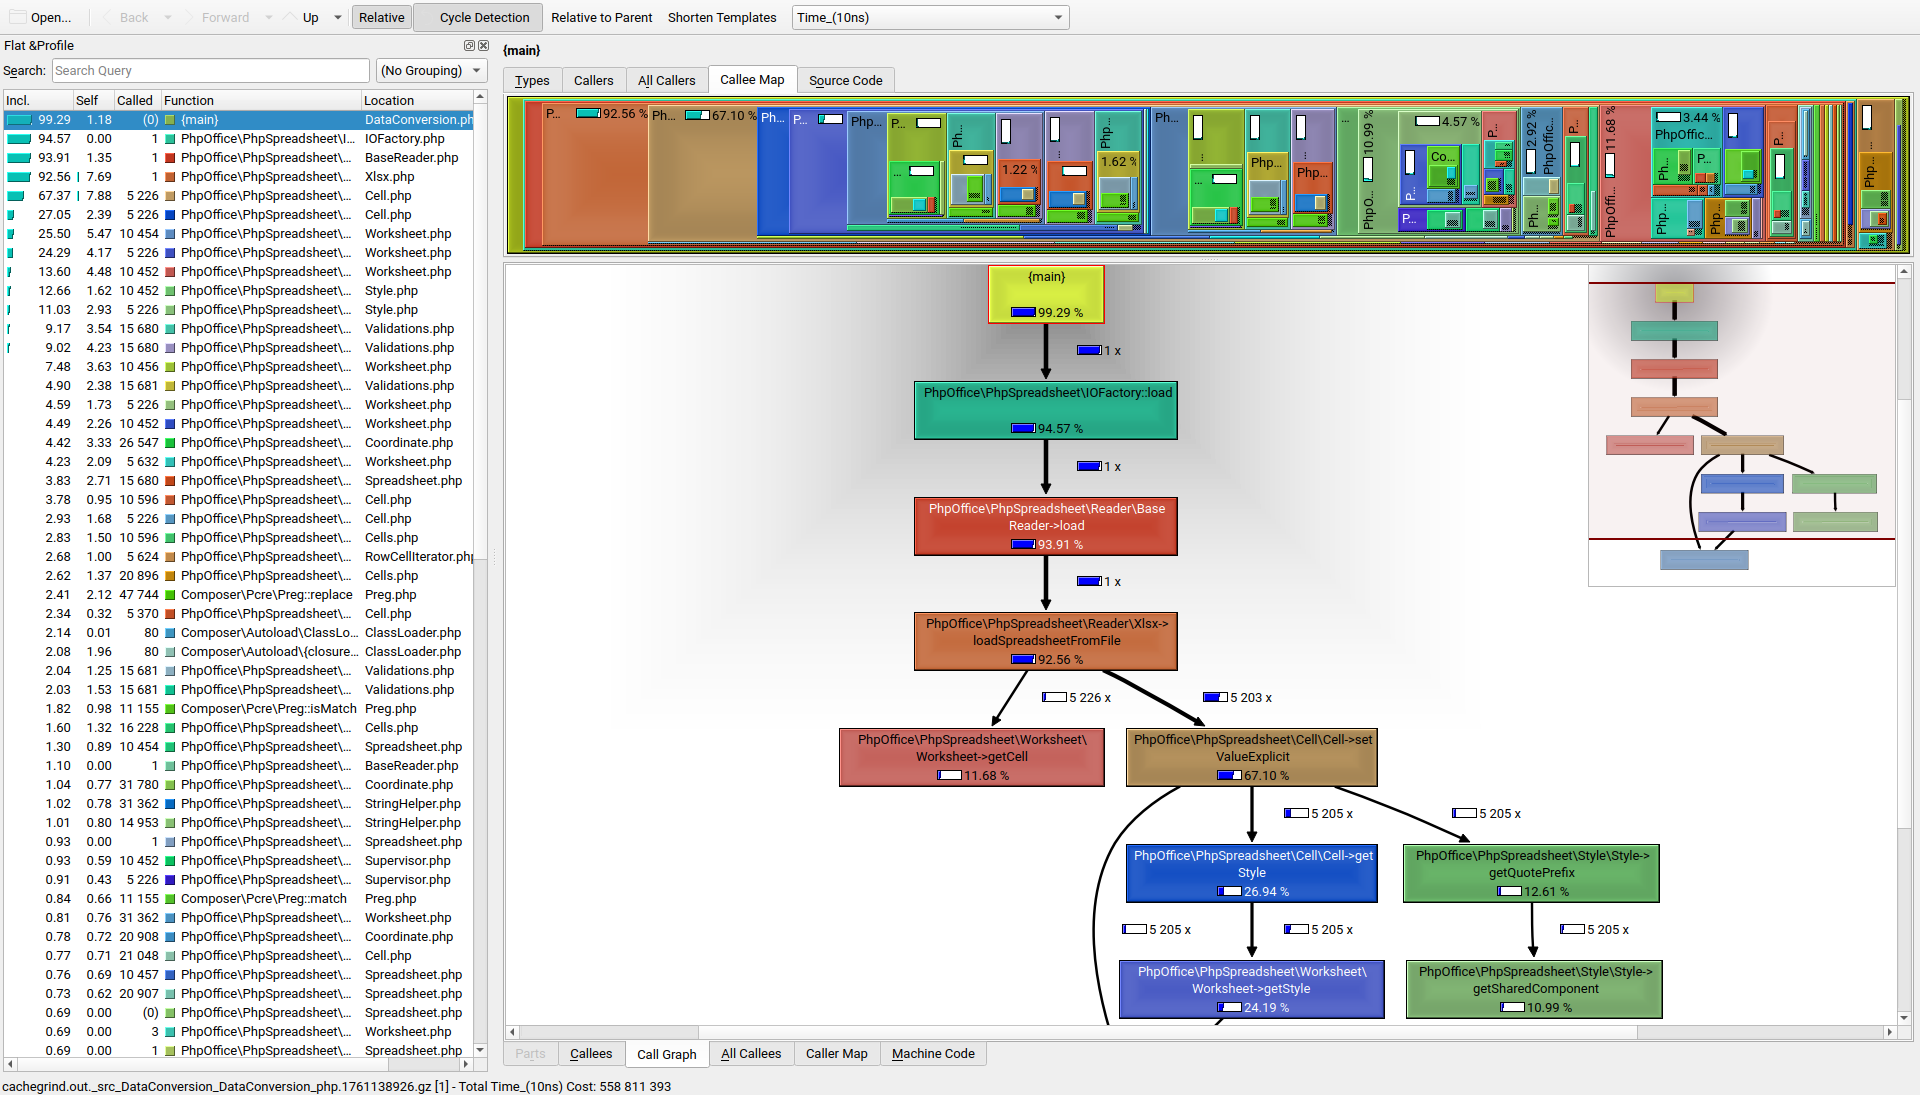 Open... Back Forward Up Relative Cycle Detection Relative to Parent Shorten Templates Time_(10ns)
Flat &Profile
Search: Search Query (No Grouping)
Incl. Self Called Function Location
99.29 1.18 (0) {main} DataConversion.ph
94.57 0.00 1 PhpOffice\PhpSpreadsheet\I... IOFactory.php
93.91 1.35 1 PhpOffice\PhpSpreadsheet\... BaseReader.php
92.56 7.69 1 PhpOffice\PhpSpreadsheet\... Xlsx.php
67.37 7.88 5 226 PhpOffice\PhpSpreadsheet\... Cell.php
27.05 2.39 5 226 PhpOffice\PhpSpreadsheet\... Cell.php
25.50 5.47 10 454 PhpOffice\PhpSpreadsheet\... Worksheet.php
24.29 4.17 5 226 PhpOffice\PhpSpreadsheet\... Worksheet.php
13.60 4.48 10 452 PhpOffice\PhpSpreadsheet\... Worksheet.php
12.66 1.62 10 452 PhpOffice\PhpSpreadsheet\... Style.php
11.03 2.93 5 226 PhpOffice\PhpSpreadsheet\... Style.php
9.17 3.54 15 680 PhpOffice\PhpSpreadsheet\... Validations.php
9.02 4.23 15 680 PhpOffice\PhpSpreadsheet\... Validations.php
7.48 3.63 10 456 PhpOffice\PhpSpreadsheet\... Worksheet.php
4.90 2.38 15 681 PhpOffice\PhpSpreadsheet\... Validations.php
4.59 1.73 5 226 PhpOffice\PhpSpreadsheet\... Worksheet.php
4.49 2.26 10 452 PhpOffice\PhpSpreadsheet\... Worksheet.php
4.42 3.33 26 547 PhpOffice\PhpSpreadsheet\... Coordinate.php
4.23 2.09 5 632 PhpOffice\PhpSpreadsheet\... Worksheet.php
3.83 2.71 15 680 PhpOffice\PhpSpreadsheet\... Spreadsheet.php
3.78 0.95 10 596 PhpOffice\PhpSpreadsheet\... Cell.php
2.93 1.68 5 226 PhpOffice\PhpSpreadsheet\... Cell.php
2.83 1.50 10 596 PhpOffice\PhpSpreadsheet\... Cells.php
2.68 1.00 5 624 PhpOffice\PhpSpreadsheet\... RowCellIterator.php
2.62 1.37 20 896 PhpOffice\PhpSpreadsheet\... Cells.php
2.41 2.12 47 744 Composer\Pcre\Preg::replace Preg.php
2.34 0.32 5 370 PhpOffice\PhpSpreadsheet\... Cell.php
2.14 0.01 80 Composer\Autoload\ClassLo... ClassLoader.php
2.08 1.96 80 Composer\Autoload\{closure... ClassLoader.php
2.04 1.25 15 681 PhpOffice\PhpSpreadsheet\... Validations.php
2.03 1.53 15 681 PhpOffice\PhpSpreadsheet\... Validations.php
1.82 0.98 11 155 Composer\Pcre\Preg::isMatch Preg.php
1.60 1.32 16 228 PhpOffice\PhpSpreadsheet\... Cells.php
1.30 0.89 10 454 PhpOffice\PhpSpreadsheet\... Spreadsheet.php
1.10 0.00 1 PhpOffice\PhpSpreadsheet\... BaseReader.php
1.04 0.77 31 780 PhpOffice\PhpSpreadsheet\... Coordinate.php
1.02 0.78 31 362 PhpOffice\PhpSpreadsheet\... StringHelper.php
1.01 0.80 14 953 PhpOffice\PhpSpreadsheet\... StringHelper.php
0.93 0.00 1 PhpOffice\PhpSpreadsheet\... Spreadsheet.php
0.93 0.59 10 452 PhpOffice\PhpSpreadsheet\... Supervisor.php
0.91 0.43 5 226 PhpOffice\PhpSpreadsheet\... Supervisor.php
0.84 0.66 11 155 Composer\Pcre\Preg::match Preg.php
0.81 0.76 31 362 PhpOffice\PhpSpreadsheet\... Worksheet.php
0.78 0.72 20 908 PhpOffice\PhpSpreadsheet\... Coordinate.php
0.77 0.71 21 048 PhpOffice\PhpSpreadsheet\... Cell.php
0.76 0.69 10 457 PhpOffice\PhpSpreadsheet\... Spreadsheet.php
0.73 0.62 20 907 PhpOffice\PhpSpreadsheet\... Spreadsheet.php
0.69 0.00 (0) PhpOffice\PhpSpreadsheet\... Spreadsheet.php
0.69 0.00 3 PhpOffice\PhpSpreadsheet\... Worksheet.php
0.69 0.00 1 PhpOffice\PhpSpreadsheet\... Spreadsheet.php
{main}
Types Callers All Callers Callee Map Source Code
P... 92.56 % Ph... 67.10 % Ph... P... Php... P... Ph... Php... Ph... ... 10.99 % 4.57 % P... 2.92 % PhpOffic... P... 11.68 % 3.44 % P...
PhpOffic...
1.22 % 1.62 % ... Php... Php... PhpO... P... Co... Ph... PhpOffi... Ph... P... Php...
P... Php... Php...
{main}
99.29 %
1 x
PhpOffice\PhpSpreadsheet\IOFactory::load
94.57 %
1 x
PhpOffice\PhpSpreadsheet\Reader\Base
Reader->load
93.91 %
1 x
PhpOffice\PhpSpreadsheet\Reader\Xlsx->
loadSpreadsheetFromFile
92.56 %
5 226 x 5 203 x
PhpOffice\PhpSpreadsheet\Worksheet\
Worksheet->getCell
11.68 %
PhpOffice\PhpSpreadsheet\Cell\Cell->set
ValueExplicit
67.10 %
5 205 x 5 205 x
PhpOffice\PhpSpreadsheet\Cell\Cell->get
Style
26.94 %
PhpOffice\PhpSpreadsheet\Style\Style->
getQuotePrefix
12.61 %
5 205 x 5 205 x 5 205 x
PhpOffice\PhpSpreadsheet\Worksheet\
Worksheet->getStyle
24.19 %
PhpOffice\PhpSpreadsheet\Style\Style->
getSharedComponent
10.99 %
Parts Callees Call Graph All Callees Caller Map Machine Code
cachegrind.out._src_DataConversion_DataConversion_php.1761138926.gz [1] - Total Time_(10ns) Cost: 558 811 393